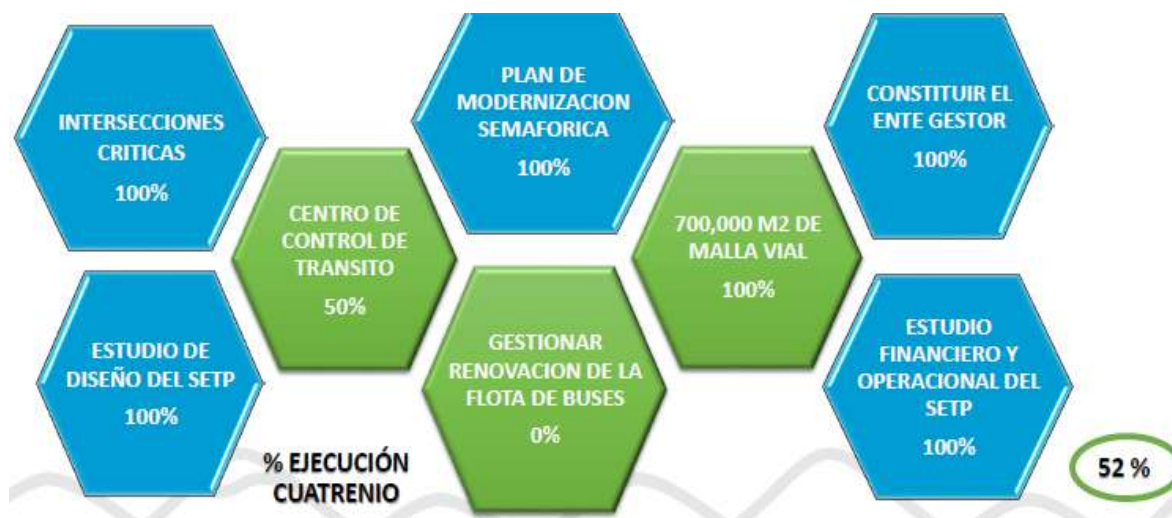 INTERSECCIONES
CRITICAS
100%
PLAN DE
MODERNIZACION
SEMAFORICA
100%
CONSTITUIR EL
ENTE GESTOR
100%
CENTRO DE
CONTROL DE
TRANSITO
50%
700,000 M2 DE
MALLA VIAL
100%
ESTUDIO DE
DISEÑO DEL SETP
100%
GESTIONAR
RENOVACION DE LA
FLOTA DE BUSES
0%
ESTUDIO
FINANCIERO Y
OPERACIONAL DEL
SETP
100%
% EJECUCIÓN
CUATRENIO
52 %